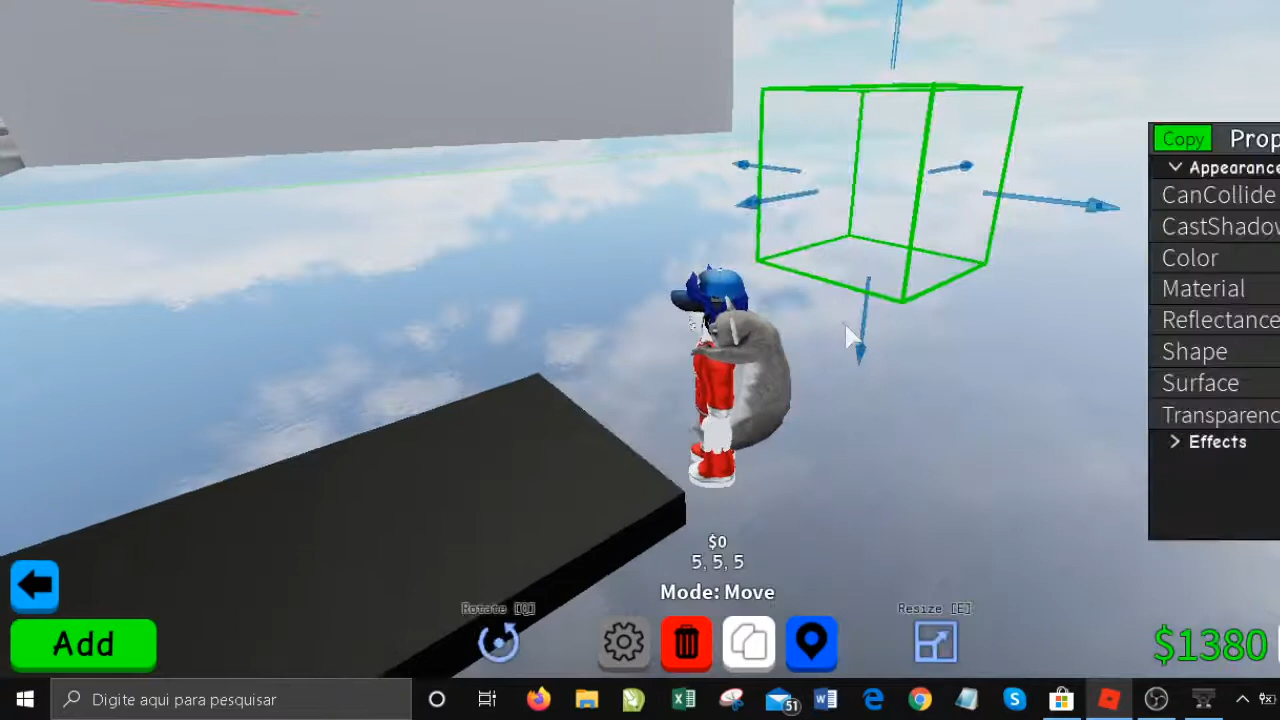 Copy Prop
Appearance
CanCollide
CastShadow
Color
Material
Reflectance
Shape
Surface
Transparenc
Effects
$0
5, 5, 5
Mode: Move
Rotate [Q]
Resize [E]
Add
$1380
Digite aqui para pesquisar
51